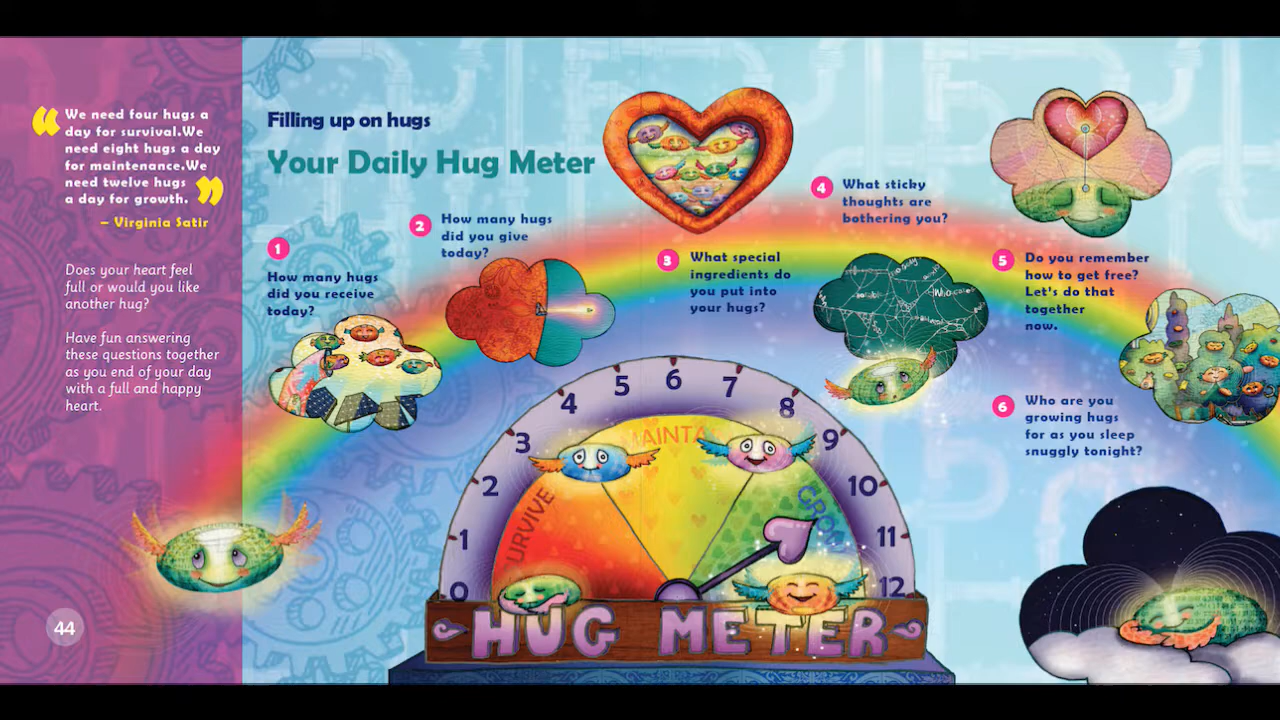 “ We need four hugs a
day for survival.We
need eight hugs a day
for maintenance.We
need twelve hugs
a day for growth. ”
– Virginia Satir
Does your heart feel
full or would you like
another hug?
Have fun answering
these questions together
as you end of your day
with a full and happy
heart.
44
Filling up on hugs
Your Daily Hug Meter
1
How many hugs
did you receive
today?
2
How many hugs
did you give
today?
3
What special
ingredients do
you put into
your hugs?
4
What sticky
thoughts are
bothering you?
5
Do you remember
how to get free?
Let's do that
together
now.
6
Who are you
growing hugs
for as you sleep
snuggly tonight?
0 1 2 3 4 5 6 7 8 9 10 11 12
URVIVE
AINTA
GRO
HUG METER